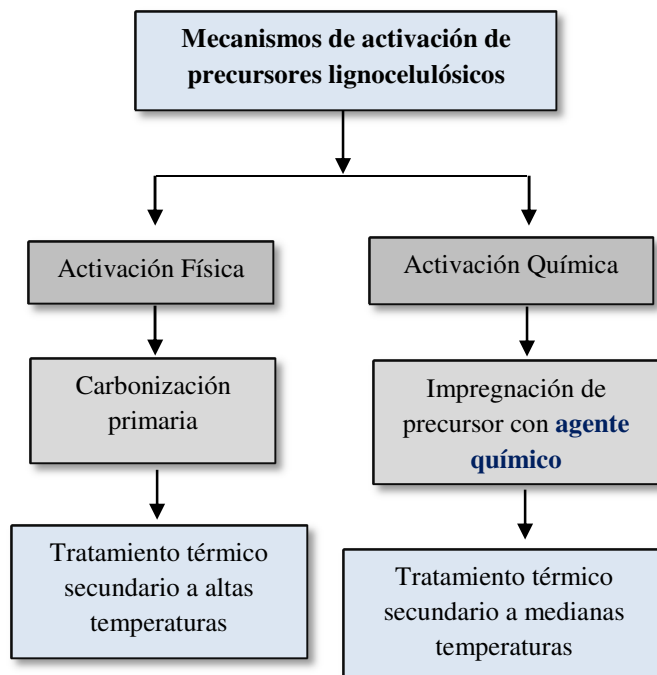 Mecanismos de activación de
precursores lignocelulósicos
Activación Física
Activación Química
Carbonización
primaria
Impregnación de
precursor con agente
químico
Tratamiento térmico
secundario a altas
temperaturas
Tratamiento térmico
secundario a medianas
temperaturas